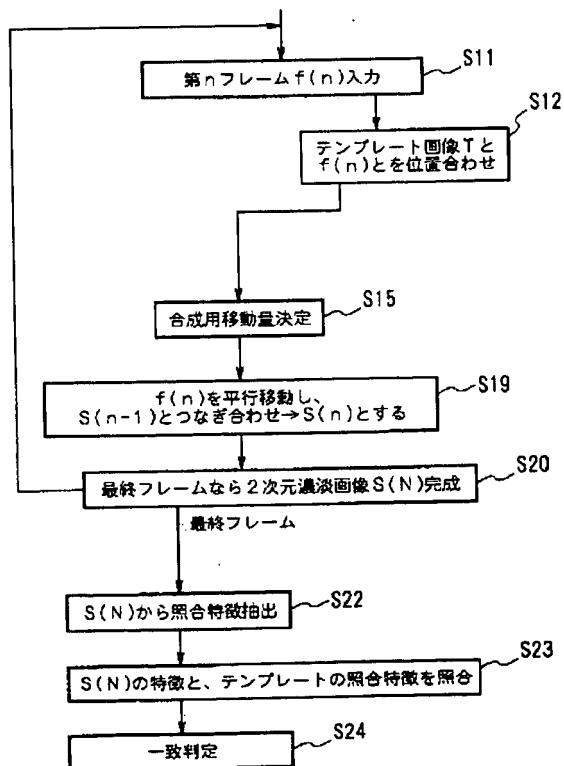 第nフレームf(n)入力
S11
テンプレート画像Tと
f(n)とを位置合わせ
S12
合成用移動量決定
S15
f(n)を平行移動し、
S(n-1)とつなぎ合わせ→S(n)とする
S19
最終フレームなら2次元濃淡画像S(N)完成
S20
最終フレーム
S(N)から照合特徴抽出
S22
S(N)の特徴と、テンプレートの照合特徴を照合
S23
一致判定
S24